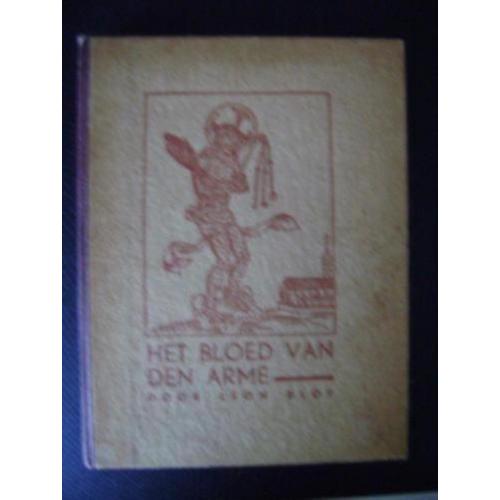 HET BLOED VAN
DEN ARME
DOOR LEON BLOY